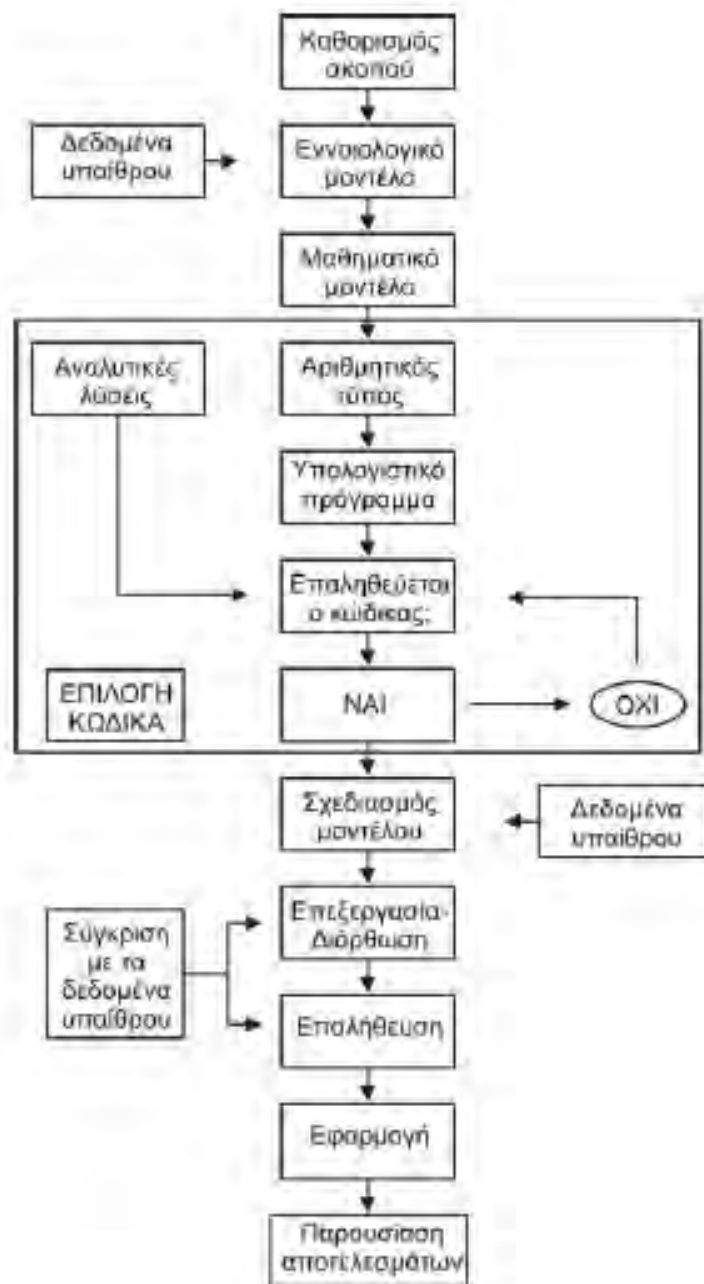 Καθορισμός
σκοπού
Δεδομένα
υπαίθρου
Εννοιολογικό
μοντέλο
Μαθηματικό
μοντέλο
Αναλυτικές
λύσεις
Αριθμητικός
τύπος
Υπολογιστικό
πρόγραμμα
Επαληθεύεται
ο κώδικας;
ΕΠΙΛΟΓΗ
ΚΩΔΙΚΑ
ΝΑΙ
ΟΧΙ
Σχεδιασμός
μοντέλου
Δεδομένα
υπαίθρου
Σύγκριση
με τα
δεδομένα
υπαίθρου
Επεξεργασία-
Διόρθωση
Επαλήθευση
Εφαρμογή
Παρουσίαση
αποτελεσμάτων